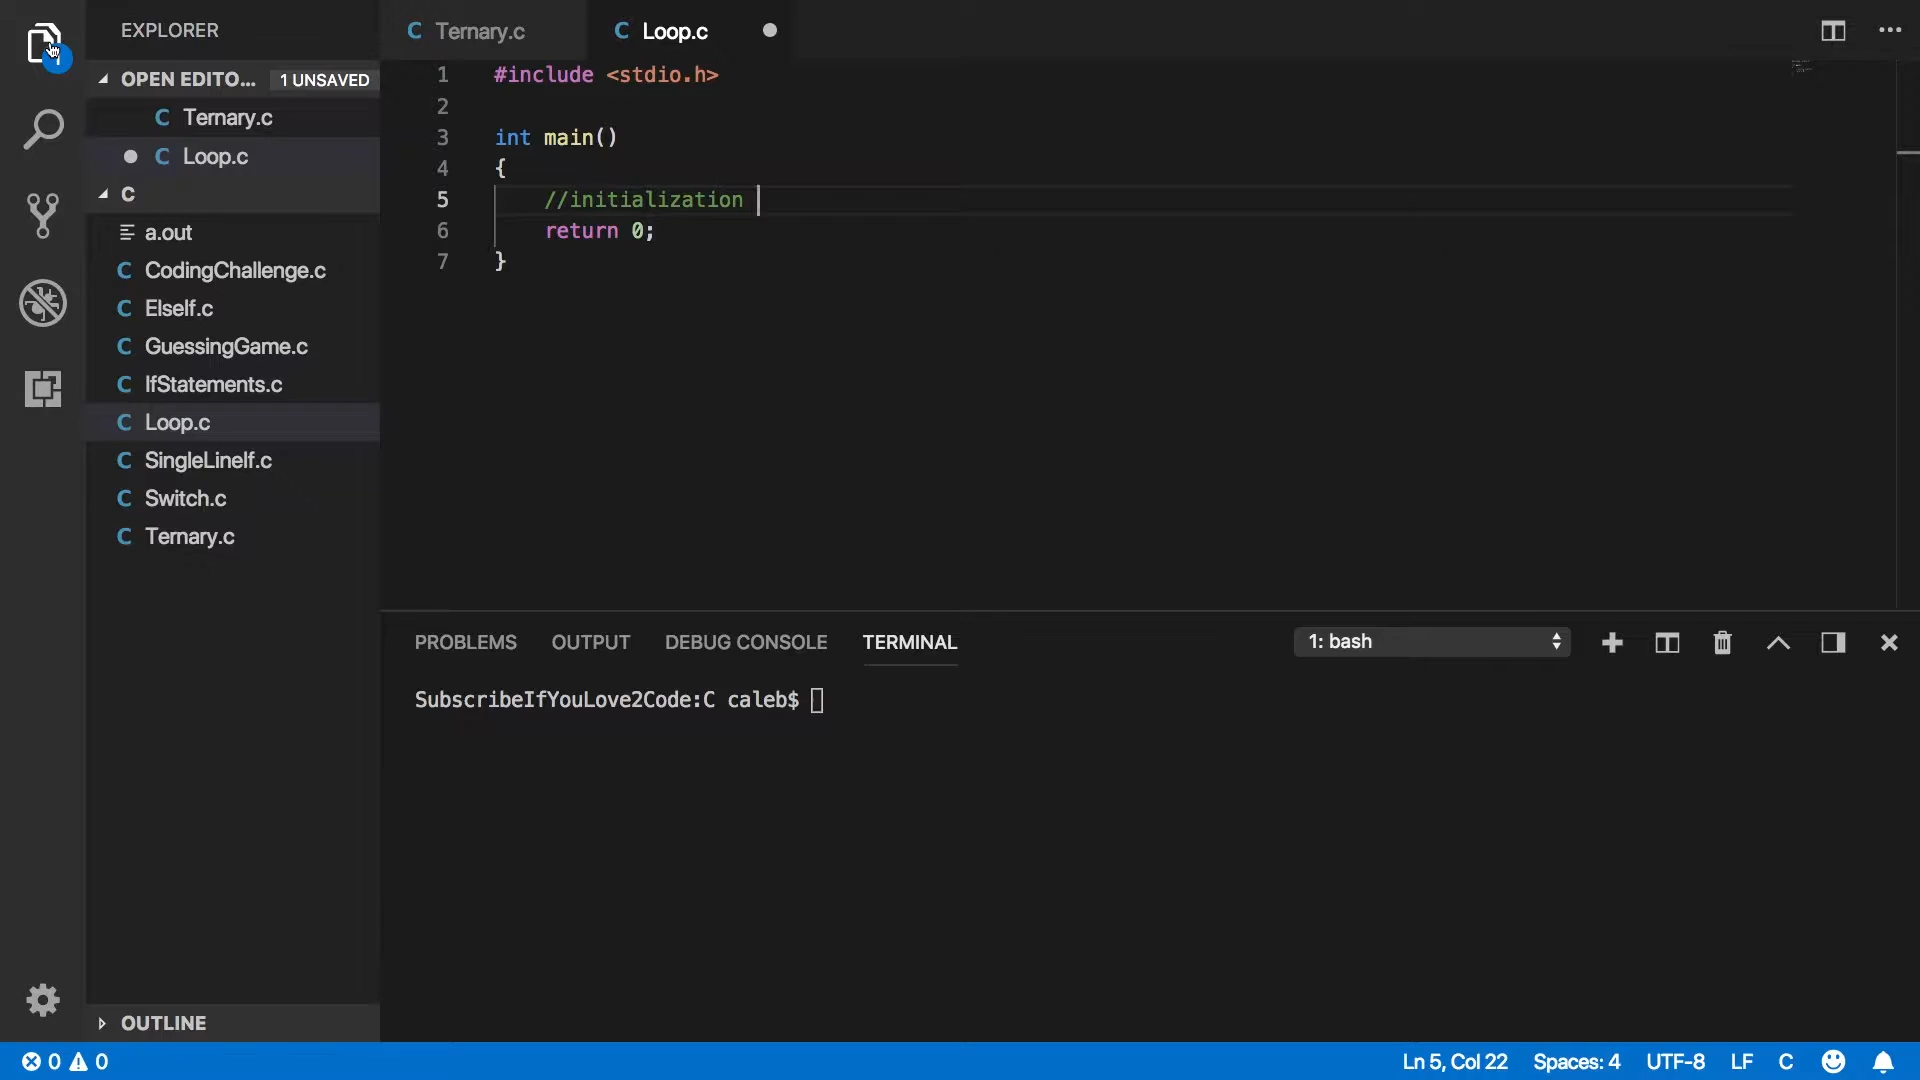 EXPLORER
OPEN EDITO... 1 UNSAVED
C Ternary.c
C Loop.c
C
a.out
C CodingChallenge.c
C ElseIf.c
C GuessingGame.c
C IfStatements.c
C Loop.c
C SingleLineIf.c
C Switch.c
C Ternary.c
OUTLINE
C Ternary.c C Loop.c
1 #include <stdio.h>
2
3 int main()
4 {
5 //initialization
6 return 0;
7 }
PROBLEMS OUTPUT DEBUG CONSOLE TERMINAL 1: bash
SubscribeIfYouLove2Code:C caleb$
0 0 Ln 5, Col 22 Spaces: 4 UTF-8 LF C